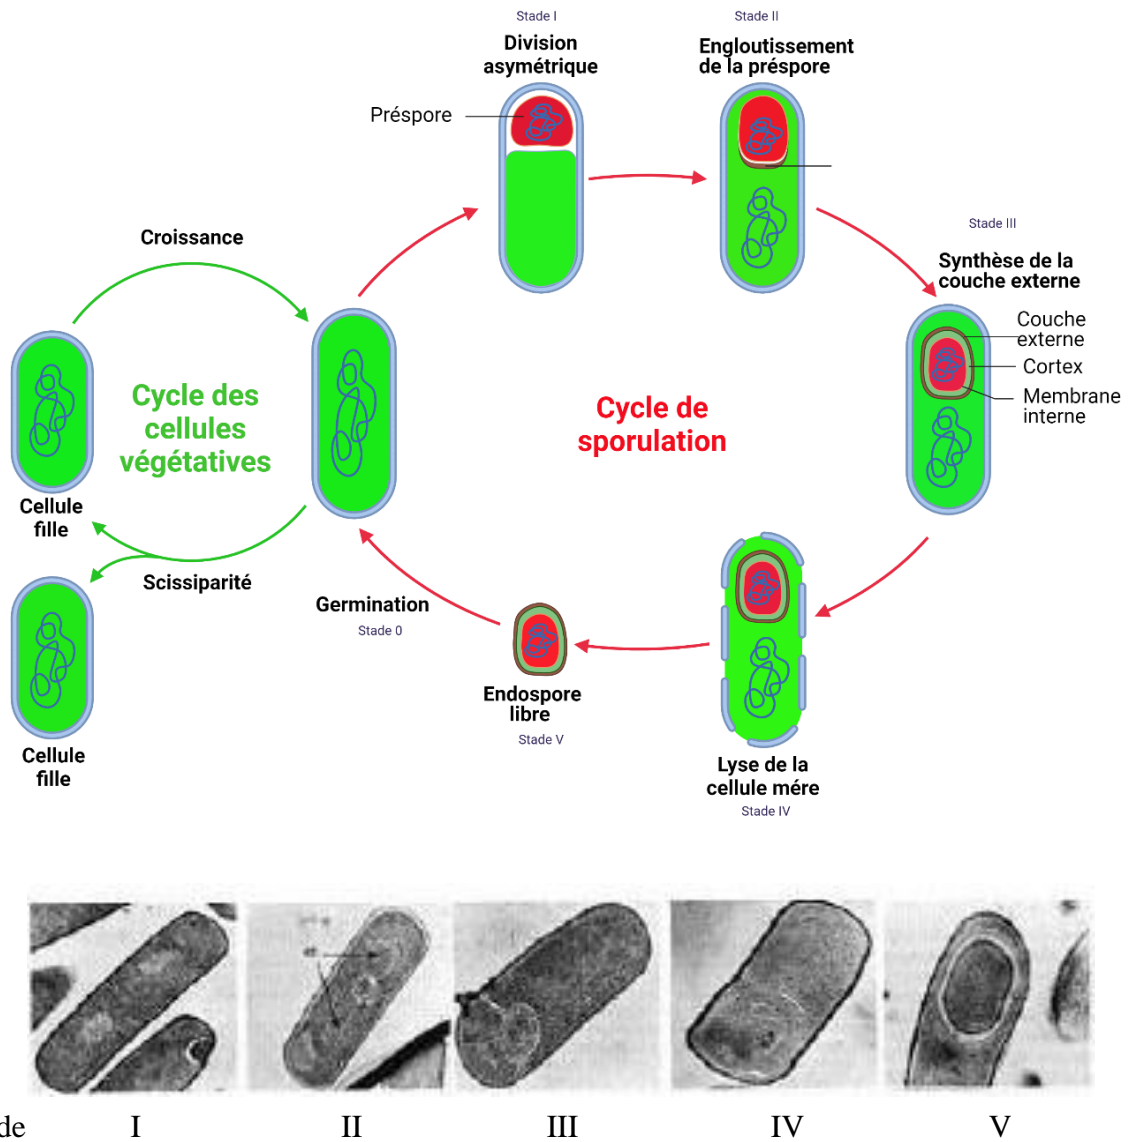 Stade I
Division
asymétrique
Stade II
Engloutissement
de la préspore
Préspore
Stade III
Synthèse de la
couche externe
Couche
externe
Cortex
Membrane
interne
Croissance
Cycle des
cellules
végétatives
Cycle de
sporulation
Cellule
fille
Scissiparité
Germination
Stade 0
Endospore
libre
Stade V
Cellule
fille
Lyse de la
cellule mére
Stade IV
de I II III IV V